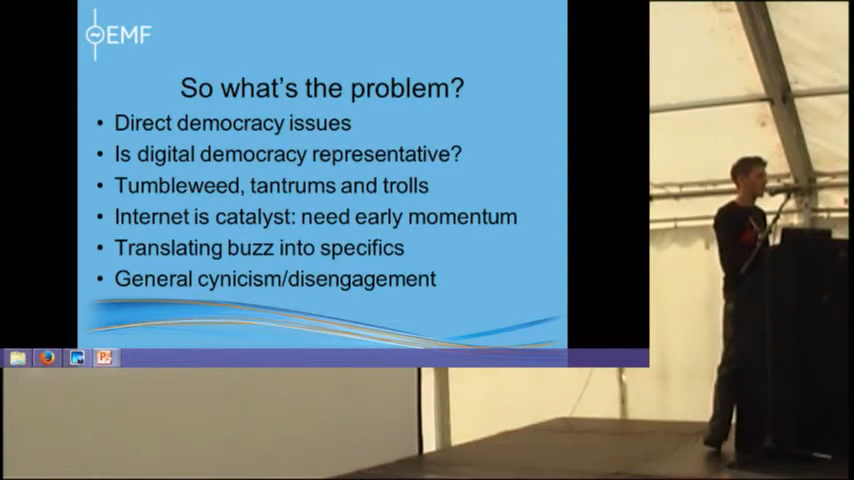 EMF
So what's the problem?
• Direct democracy issues
• Is digital democracy representative?
• Tumbleweed, tantrums and trolls
• Internet is catalyst: need early momentum
• Translating buzz into specifics
• General cynicism/disengagement